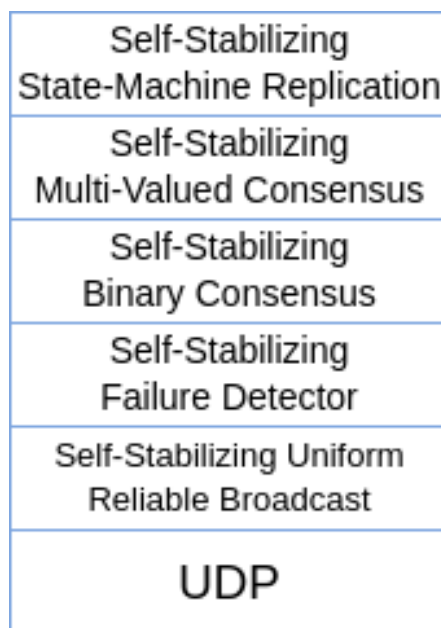 Self-Stabilizing
State-Machine Replication
Self-Stabilizing
Multi-Valued Consensus
Self-Stabilizing
Binary Consensus
Self-Stabilizing
Failure Detector
Self-Stabilizing Uniform
Reliable Broadcast
UDP